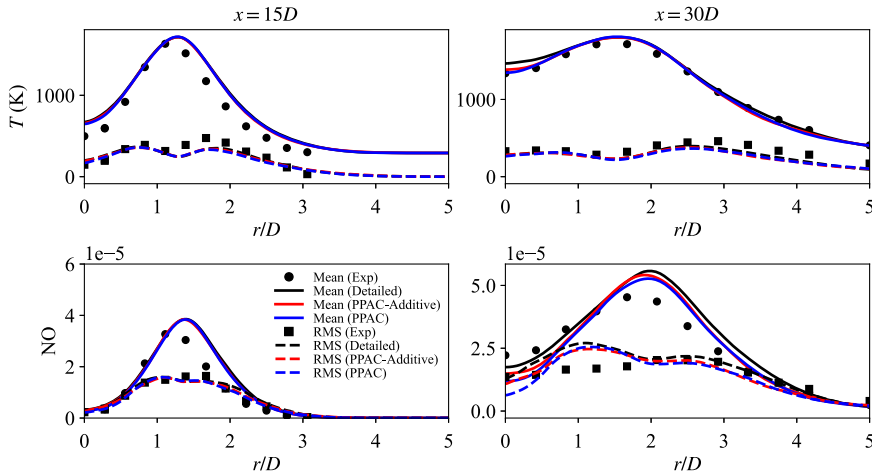 x = 15D
x = 30D
T (K)
1000
0
0
1
2
3
4
5
r/D
1000
0
0
1
2
3
4
5
r/D
1e−5
NO
6
4
2
0
0
1
2
3
4
5
r/D
Mean (Exp)
Mean (Detailed)
Mean (PPAC-Additive)
Mean (PPAC)
RMS (Exp)
RMS (Detailed)
RMS (PPAC-Additive)
RMS (PPAC)
1e−5
5.0
2.5
0.0
0
1
2
3
4
5
r/D